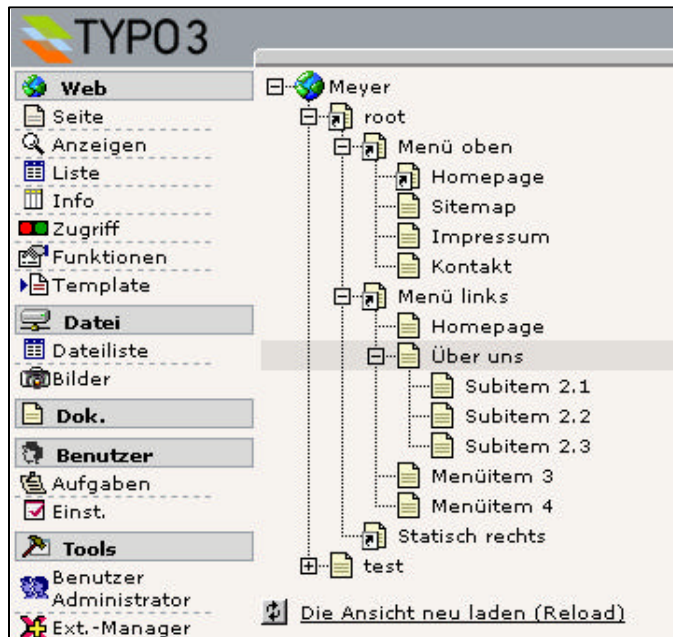 TYPO3
Web
Seite
Anzeigen
Liste
Info
Zugriff
Funktionen
Template
Datei
Dateiliste
Bilder
Dok.
Benutzer
Aufgaben
Einst.
Tools
Benutzer
Administrator
Ext.-Manager
Meyer
root
Menü oben
Homepage
Sitemap
Impressum
Kontakt
Menü links
Homepage
Über uns
Subitem 2.1
Subitem 2.2
Subitem 2.3
Menüitem 3
Menüitem 4
Statisch rechts
test
Die Ansicht neu laden (Reload)